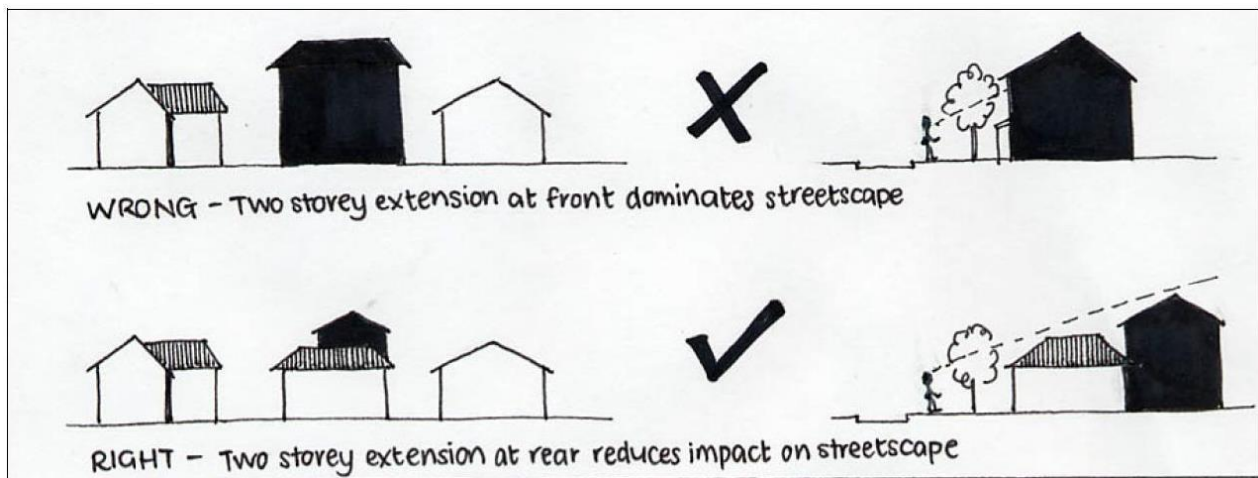 WRONG - Two storey extension at front dominates streetscape
RIGHT - Two storey extension at rear reduces impact on streetscape